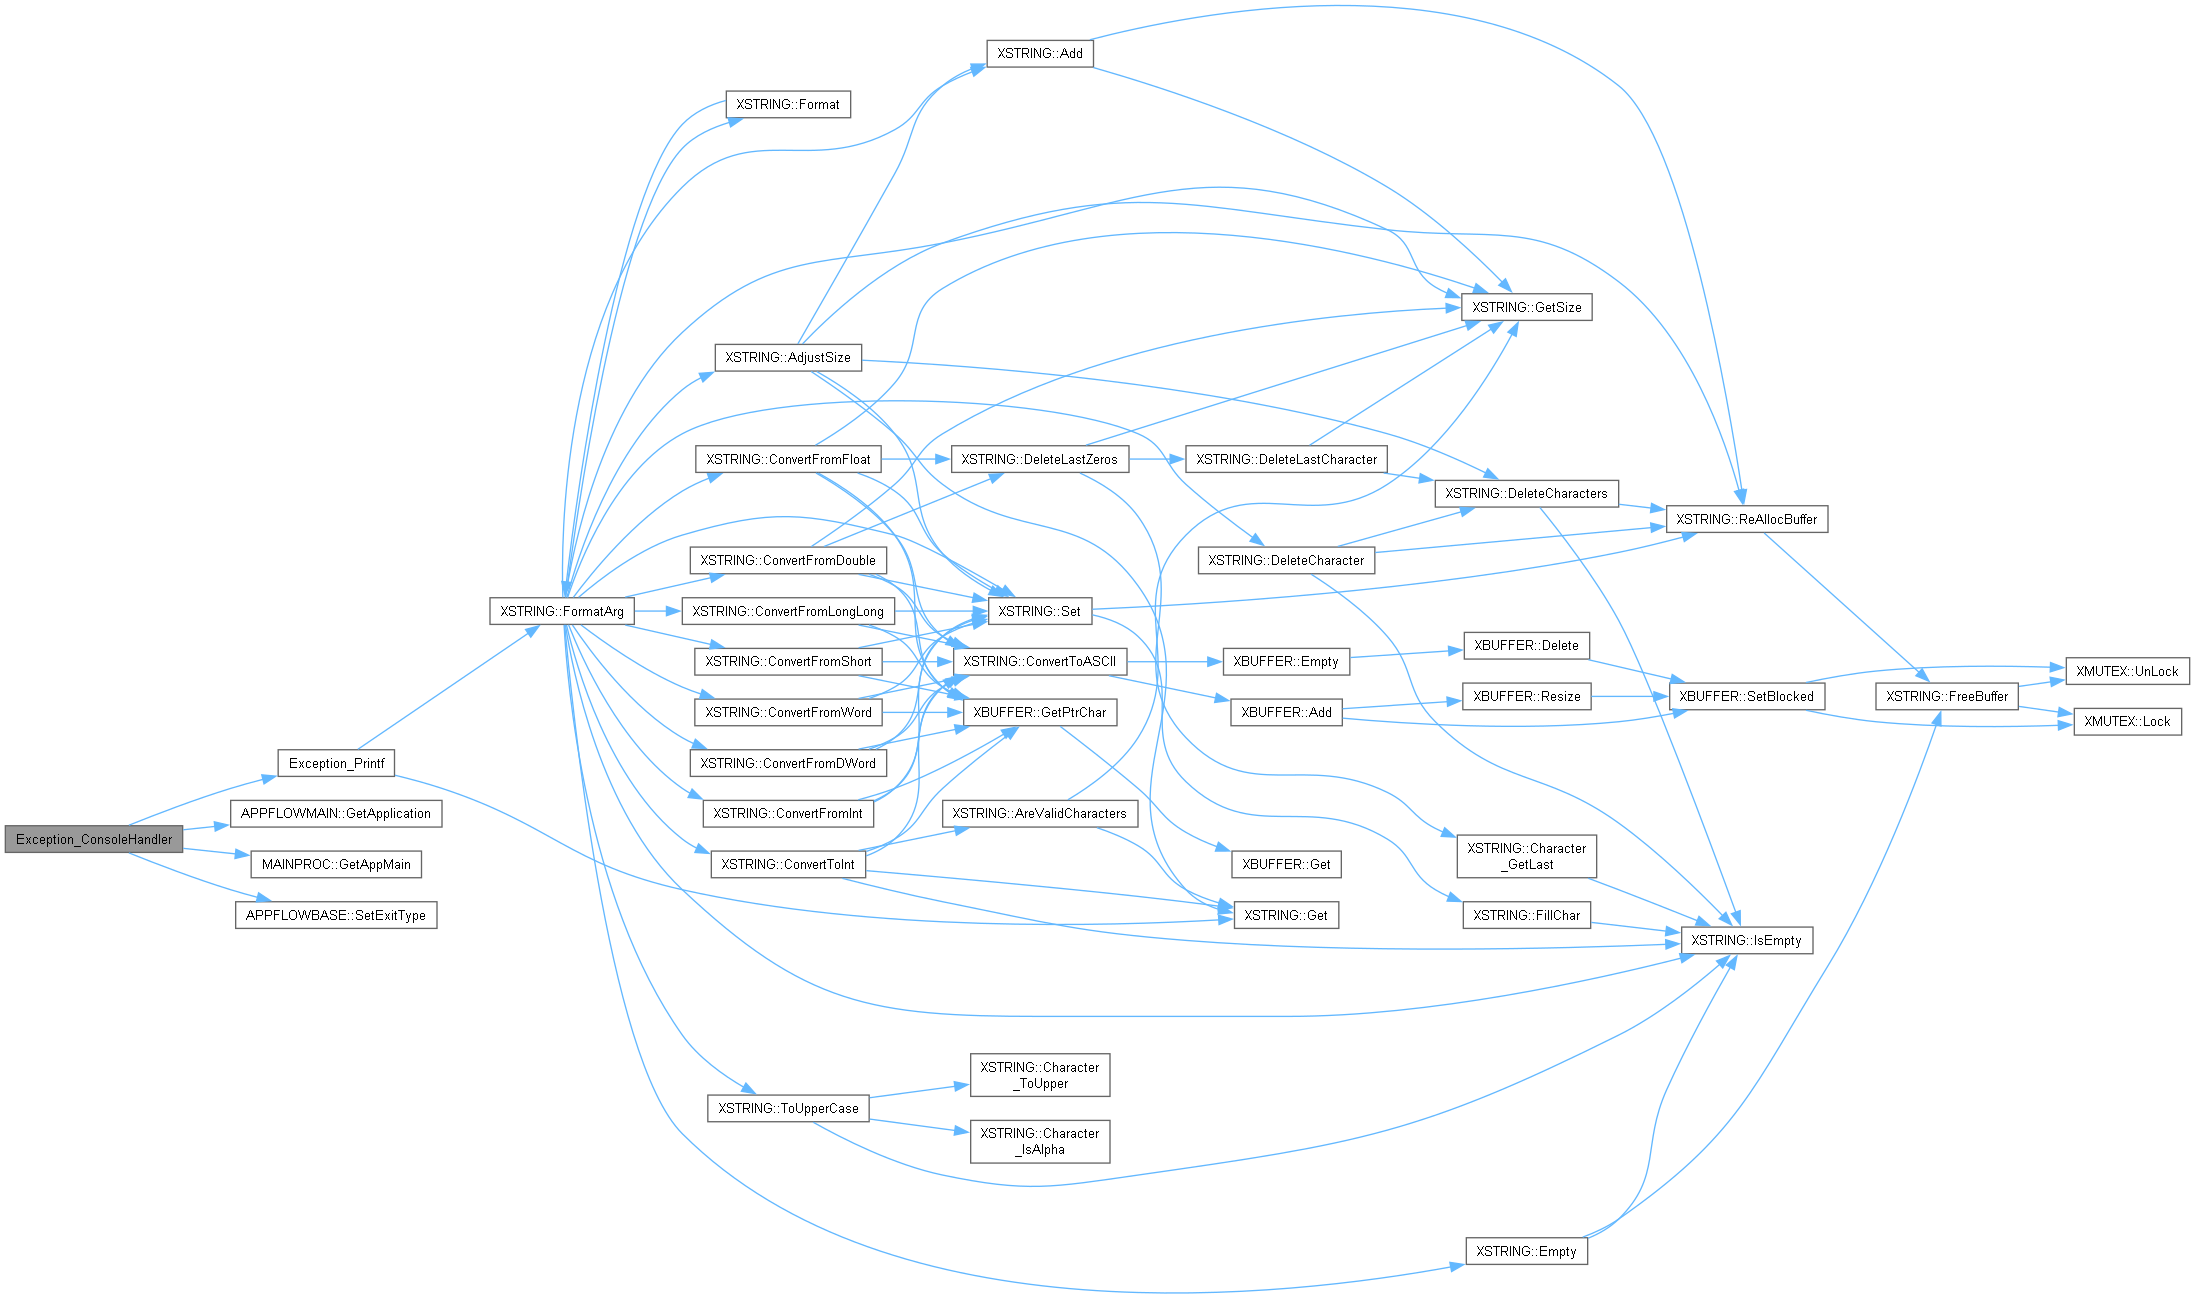 XSTRING::Add
XSTRING::Format
XSTRING::GetSize
XSTRING::AdjustSize
XSTRING::ConvertFromFloat
XSTRING::DeleteLastZeros
XSTRING::DeleteLastCharacter
XSTRING::DeleteCharacters
XSTRING::ReAllocBuffer
XSTRING::ConvertFromDouble
XSTRING::DeleteCharacter
XSTRING::FormatArg
XSTRING::ConvertFromLongLong
XSTRING::Set
XSTRING::ConvertFromShort
XSTRING::ConvertToASCII
XBUFFER::Empty
XBUFFER::Delete
XMUTEX::UnLock
XSTRING::ConvertFromWord
XBUFFER::GetPtrChar
XBUFFER::Add
XBUFFER::Resize
XBUFFER::SetBlocked
XSTRING::FreeBuffer
XMUTEX::Lock
Exception_Printf
XSTRING::ConvertFromDWord
APPFLOWMAIN::GetApplication
XSTRING::ConvertFromInt
XSTRING::AreValidCharacters
Exception_ConsoleHandler
MAINPROC::GetAppMain
XSTRING::ConvertToInt
XBUFFER::Get
XSTRING::Character
_GetLast
APPFLOWBASE::SetExitType
XSTRING::Get
XSTRING::FillChar
XSTRING::IsEmpty
XSTRING::Character
_ToUpper
XSTRING::ToUpperCase
XSTRING::Character
_IsAlpha
XSTRING::Empty